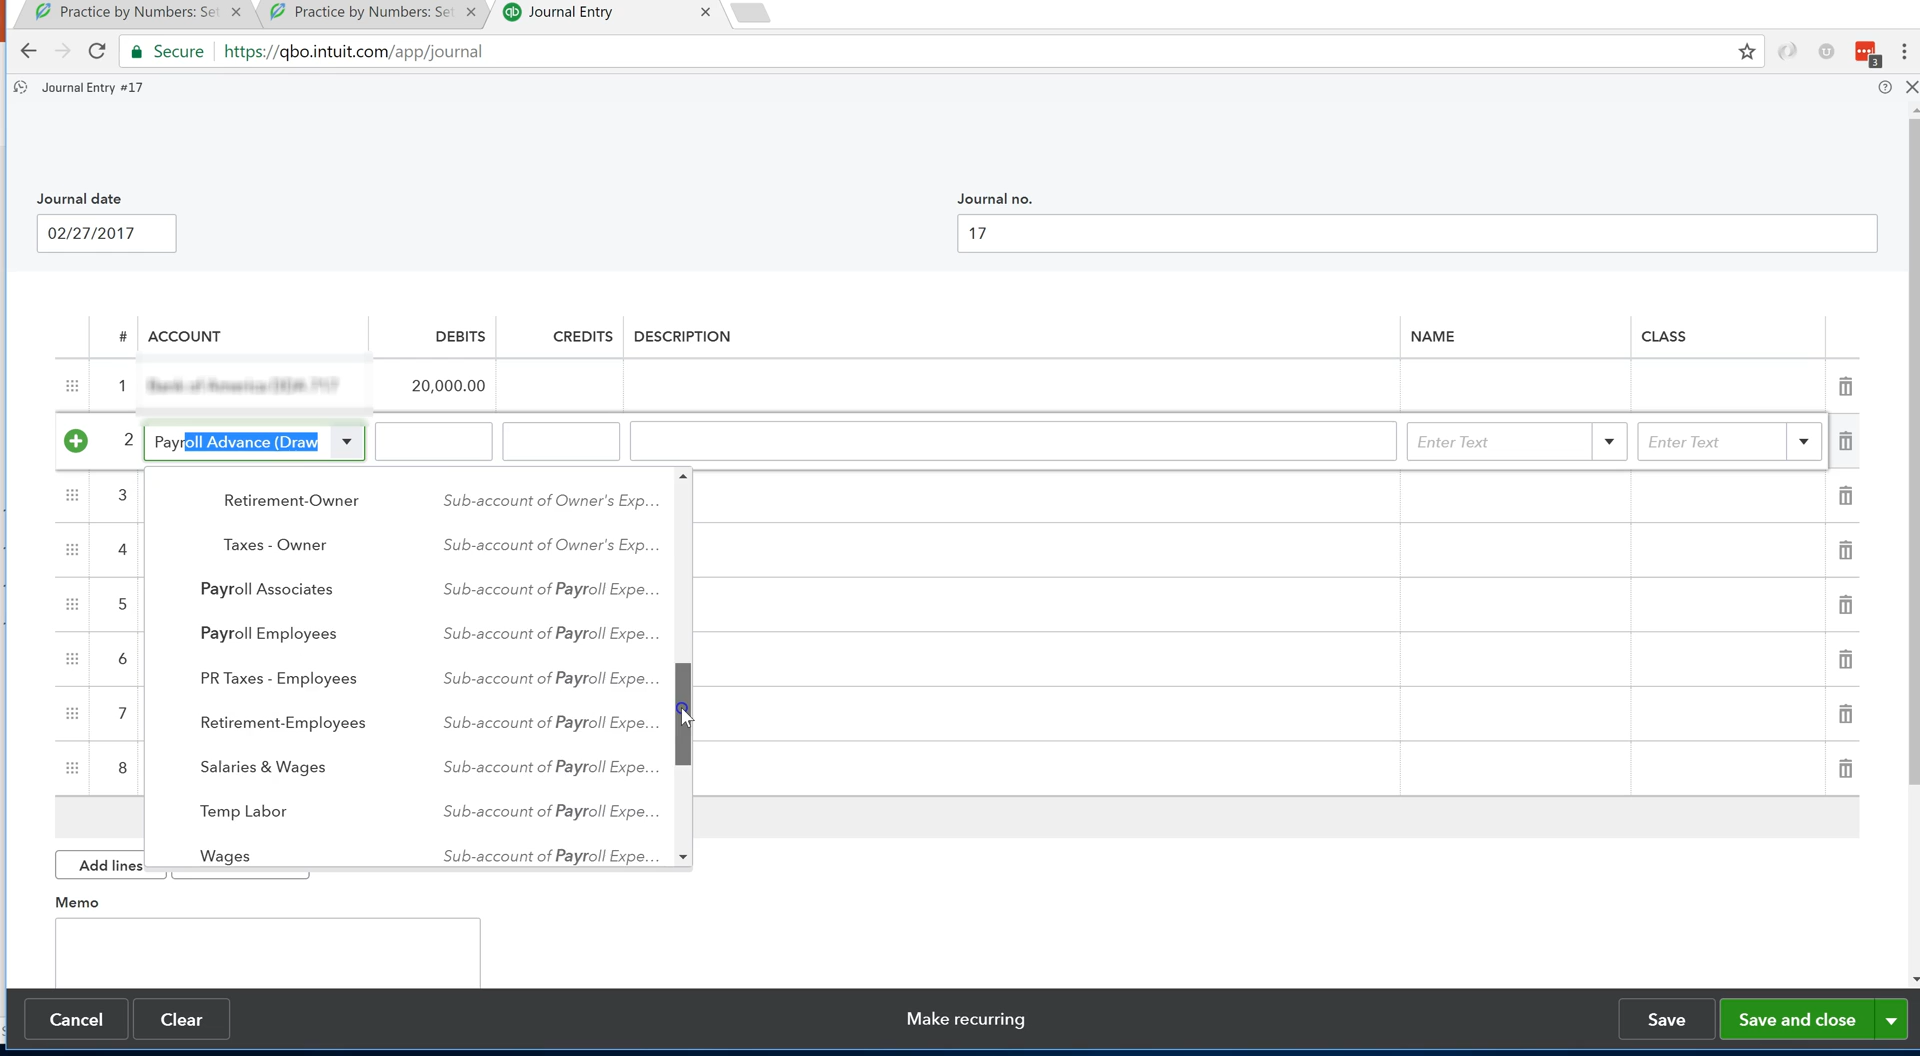 Practice by Numbers: Set
Practice by Numbers: Set
Journal Entry
Secure
https://qbo.intuit.com/app/journal
3
Journal Entry #17
Journal date
Journal no.
02/27/2017
17
# ACCOUNT DEBITS CREDITS DESCRIPTION NAME CLASS
1 20,000.00
2 Payroll Advance (Draw Enter Text Enter Text
3
4
5
6
7
8
Retirement-Owner Sub-account of Owner's Exp...
Taxes - Owner Sub-account of Owner's Exp...
Payroll Associates Sub-account of Payroll Expe...
Payroll Employees Sub-account of Payroll Expe...
PR Taxes - Employees Sub-account of Payroll Expe...
Retirement-Employees Sub-account of Payroll Expe...
Salaries & Wages Sub-account of Payroll Expe...
Temp Labor Sub-account of Payroll Expe...
Wages Sub-account of Payroll Expe...
Add lines
Memo
Cancel Clear Make recurring Save Save and close